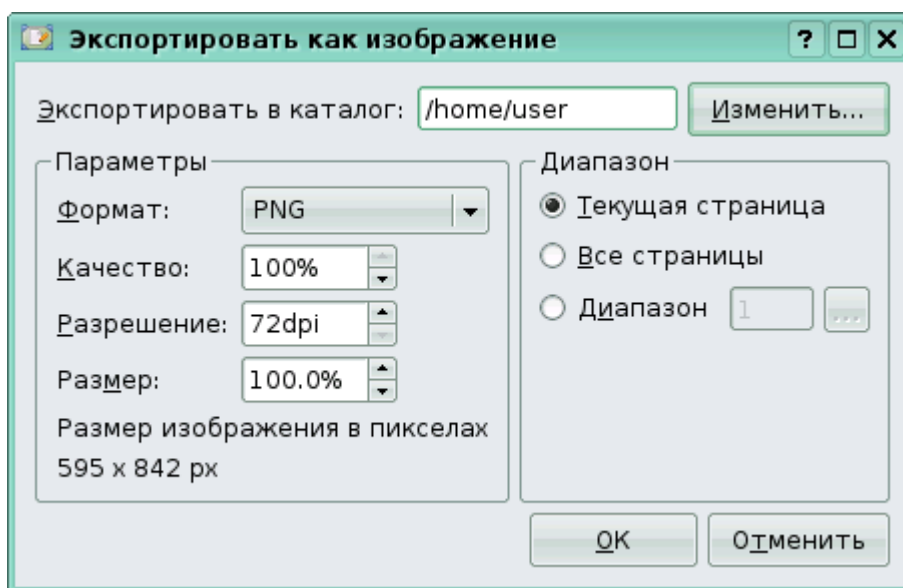 Экспортировать как изображение
Экспортировать в каталог: /home/user Изменить...
Параметры
Формат: PNG
Качество: 100%
Разрешение: 72dpi
Размер: 100.0%
Размер изображения в пикселах
595 x 842 px
Диапазон
Текущая страница
Все страницы
Диапазон 1 ...
OK Отменить